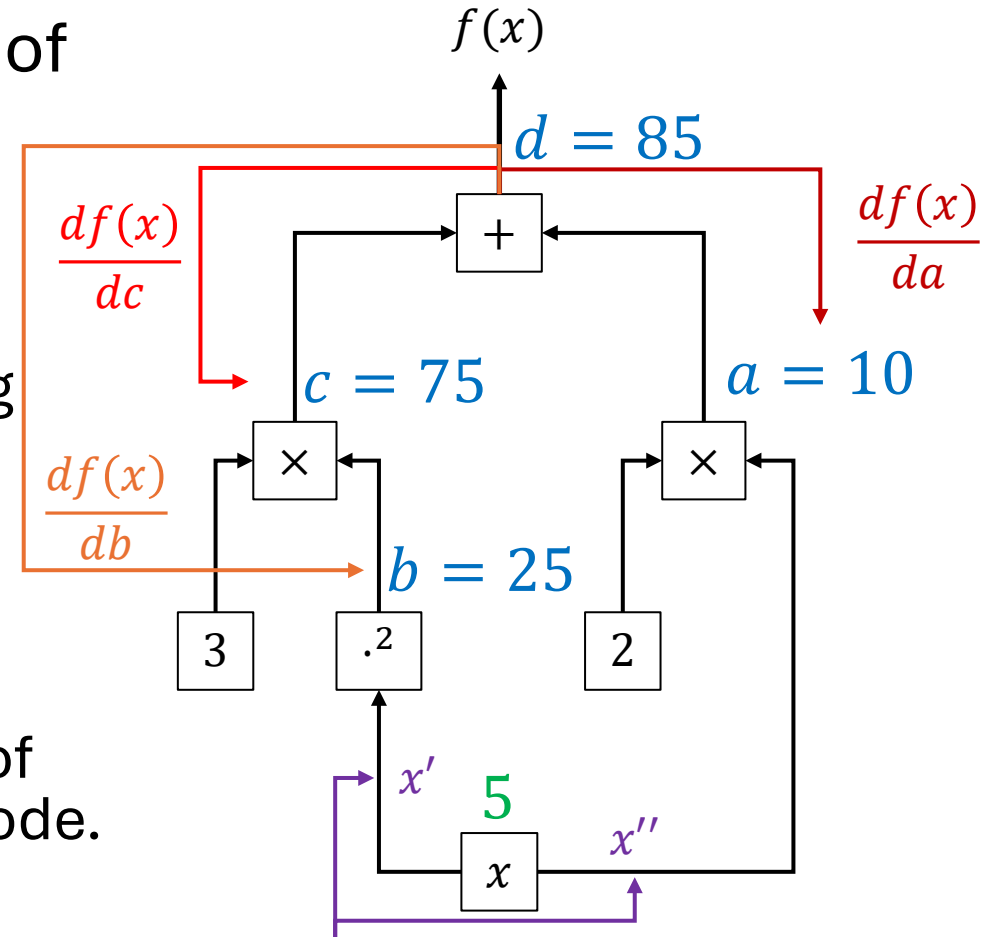 of
f(x)
d = 85
df(x)
dc
df(x)
da
+
g
c = 75
a = 10
×
×
df(x)
db
b = 25
3
.²
2
of
ode.
x′
5
x″
x